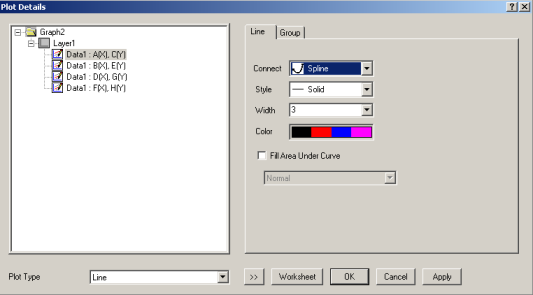 Plot Details
Graph2
Layer1
Data1 : A(X), C(Y)
Data1 : B(X), E(Y)
Data1 : D(X), G(Y)
Data1 : F(X), H(Y)
Line Group
Connect Spline
Style Solid
Width 3
Color
Fill Area Under Curve
Normal
Plot Type Line
>> Worksheet OK Cancel Apply